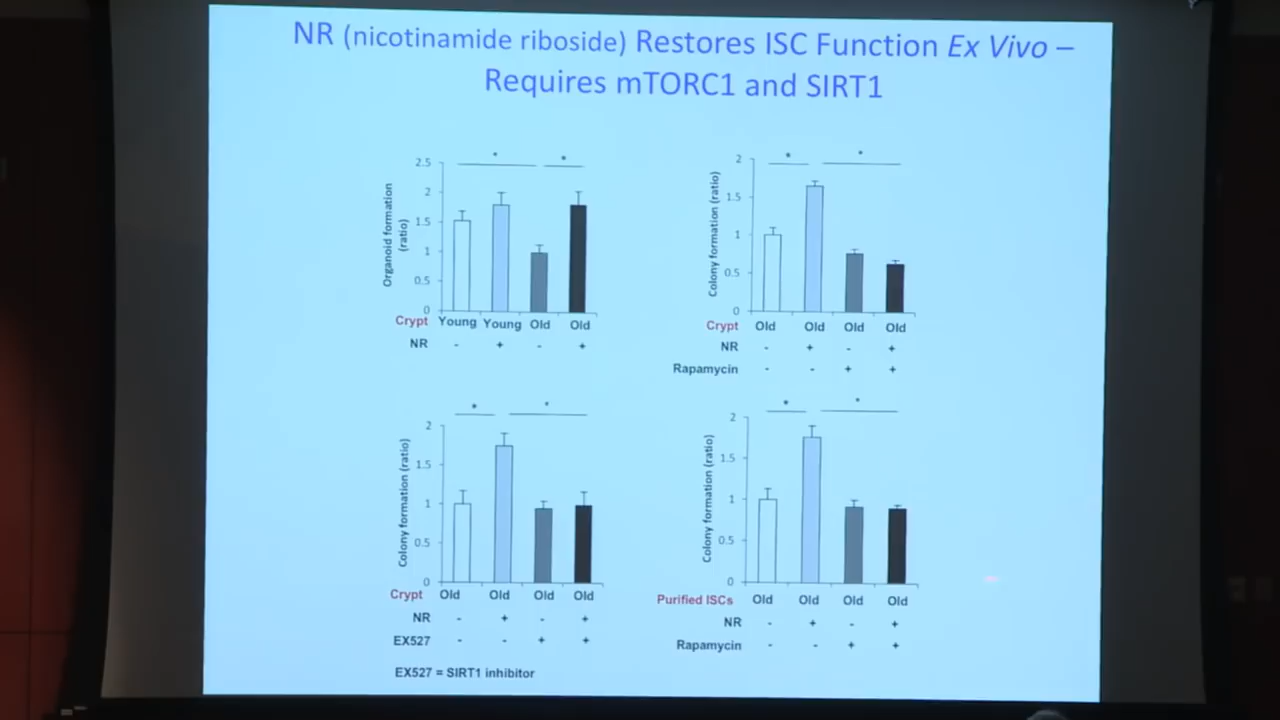 NR (nicotinamide riboside) Restores ISC Function Ex Vivo –
Requires mTORC1 and SIRT1
* *
Organoid formation
(ratio)
2.5
2
1.5
1
0.5
0
Crypt Young Young Old Old
NR - + - +
* *
Colony formation (ratio)
2
1.5
1
0.5
0
Crypt Old Old Old Old
NR - + - +
Rapamycin - - + +
* *
Colony formation (ratio)
2
1.5
1
0.5
0
Crypt Old Old Old Old
NR - + - +
EX527 - - + +
EX527 = SIRT1 inhibitor
* *
Colony formation (ratio)
2
1.5
1
0.5
0
Purified ISCs Old Old Old Old
NR - + - +
Rapamycin - - + +